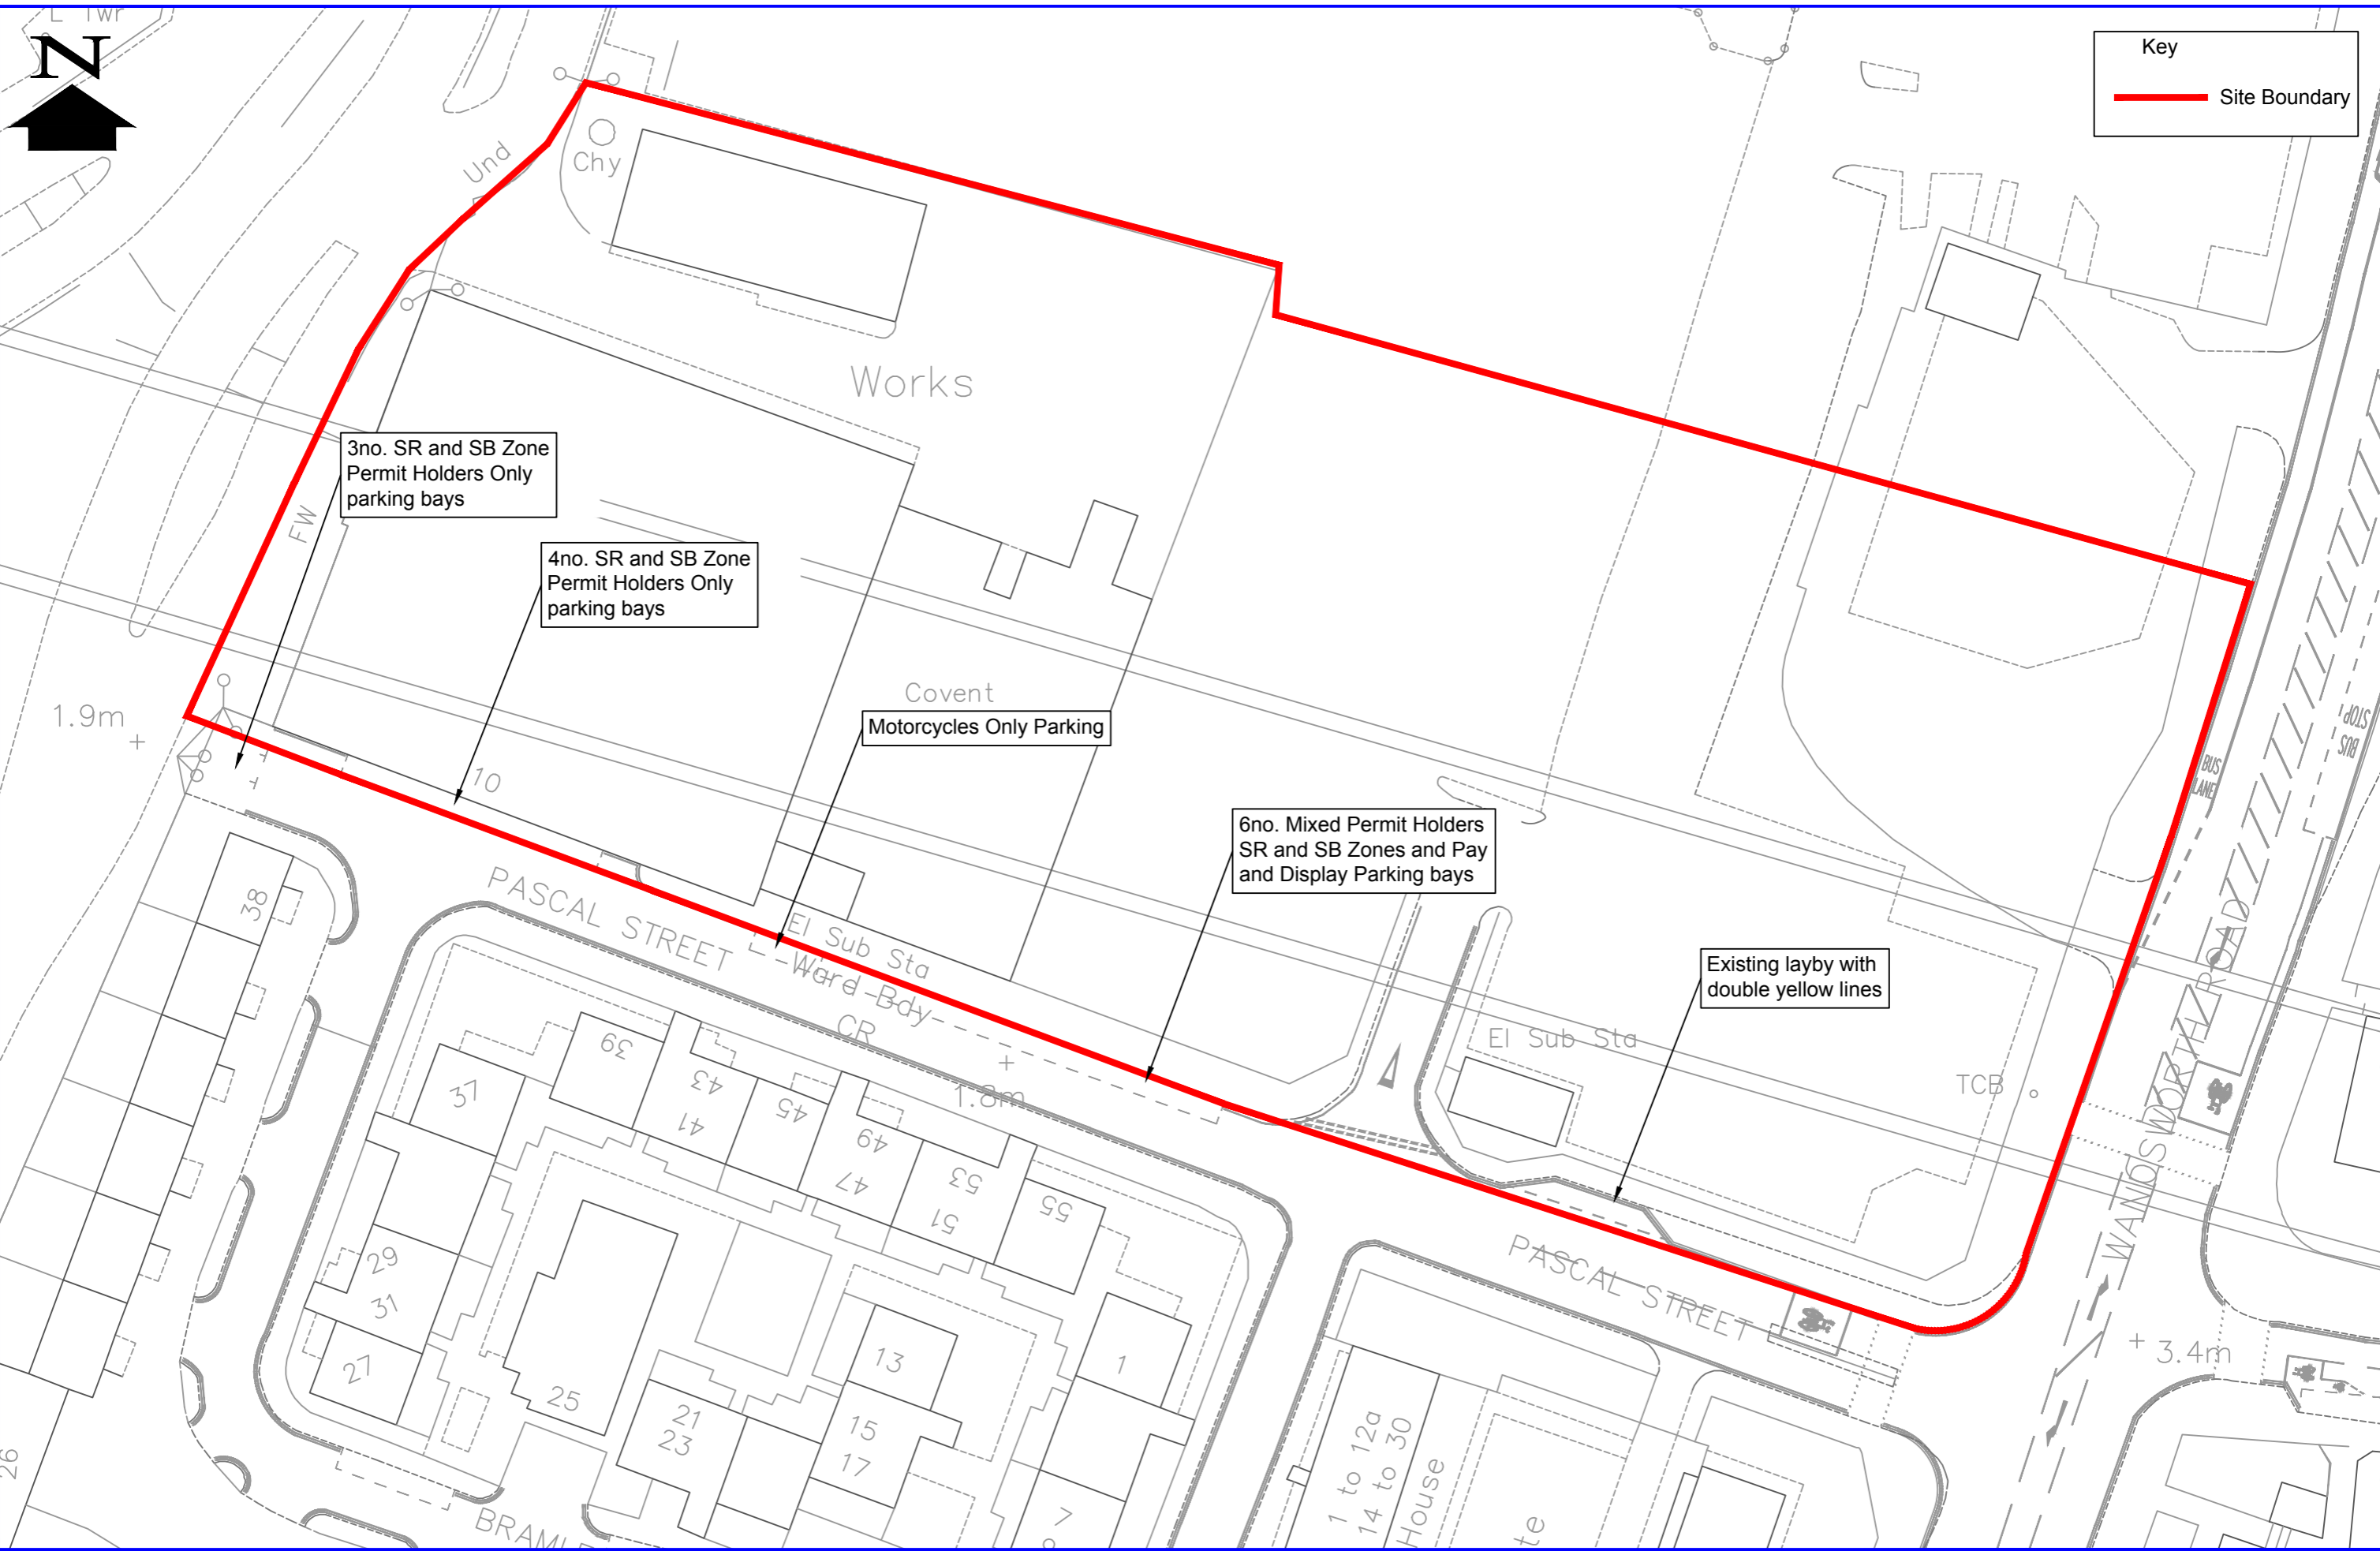 L Twr
N
Key
Site Boundary
Und
Chy
Works
3no. SR and SB Zone
Permit Holders Only
parking bays
FW
4no. SR and SB Zone
Permit Holders Only
parking bays
Covent
Motorcycles Only Parking
1.9m
10
BUS
STOP
BUS
LANE
6no. Mixed Permit Holders
SR and SB Zones and Pay
and Display Parking bays
38
PASCAL STREET
El Sub Sta
Ward Bdy
CR
1.8m
Existing layby with
double yellow lines
El Sub Sta
TCB
WANDSWORTH ROAD
37
39
43
41
45
49
47
53
51
55
PASCAL STREET
3.4m
29
31
27
25
21
23
13
15
17
1
7
1 to 12a
14 to 30
House
26